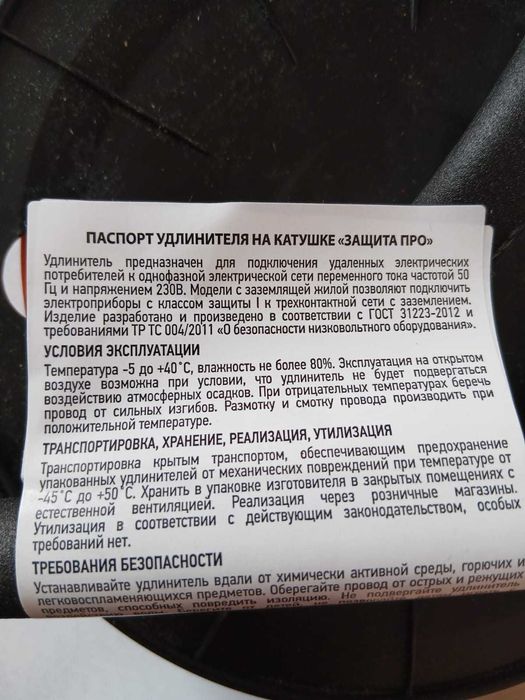 ПАСПОРТ УДЛИНИТЕЛЯ НА КАТУШКЕ «ЗАЩИТА ПРО»
Удлинитель предназначен для подключения удаленных электрических
потребителей к однофазной электрической сети переменного тока частотой 50
Гц и напряжением 230В. Модели с заземляющей жилой позволяют подключить
электроприборы с классом защиты I к трехконтактной сети с заземлением.
Изделие разработано и произведено в соответствии с ГОСТ 31223-2012 и
требованиями ТР ТС 004/2011 «О безопасности низковольтного оборудования».
УСЛОВИЯ ЭКСПЛУАТАЦИИ
Температура -5 до +40˚С, влажность не более 80%. Эксплуатация на открытом
воздухе возможна при условии, что удлинитель не будет подвергаться
воздействию атмосферных осадков. При отрицательных температурах беречь
провод от сильных изгибов. Размотку и смотку провода производить при
положительной температуре.
ТРАНСПОРТИРОВКА, ХРАНЕНИЕ, РЕАЛИЗАЦИЯ, УТИЛИЗАЦИЯ
Транспортировка крытым транспортом, обеспечивающим предохранение
упакованных удлинителей от механических повреждений при температуре от
-45˚С до +50˚С. Хранить в упаковке изготовителя в закрытых помещениях с
естественной вентиляцией. Реализация через розничные магазины.
Утилизация в соответствии с действующим законодательством, особых
требований нет.
ТРЕБОВАНИЯ БЕЗОПАСНОСТИ
Устанавливайте удлинитель вдали от химически активной среды, горючих и
легковоспламеняющихся предметов. Оберегайте провод от острых и режущих
предметов, способных повредить изоляцию. Не подвергайте удлинитель